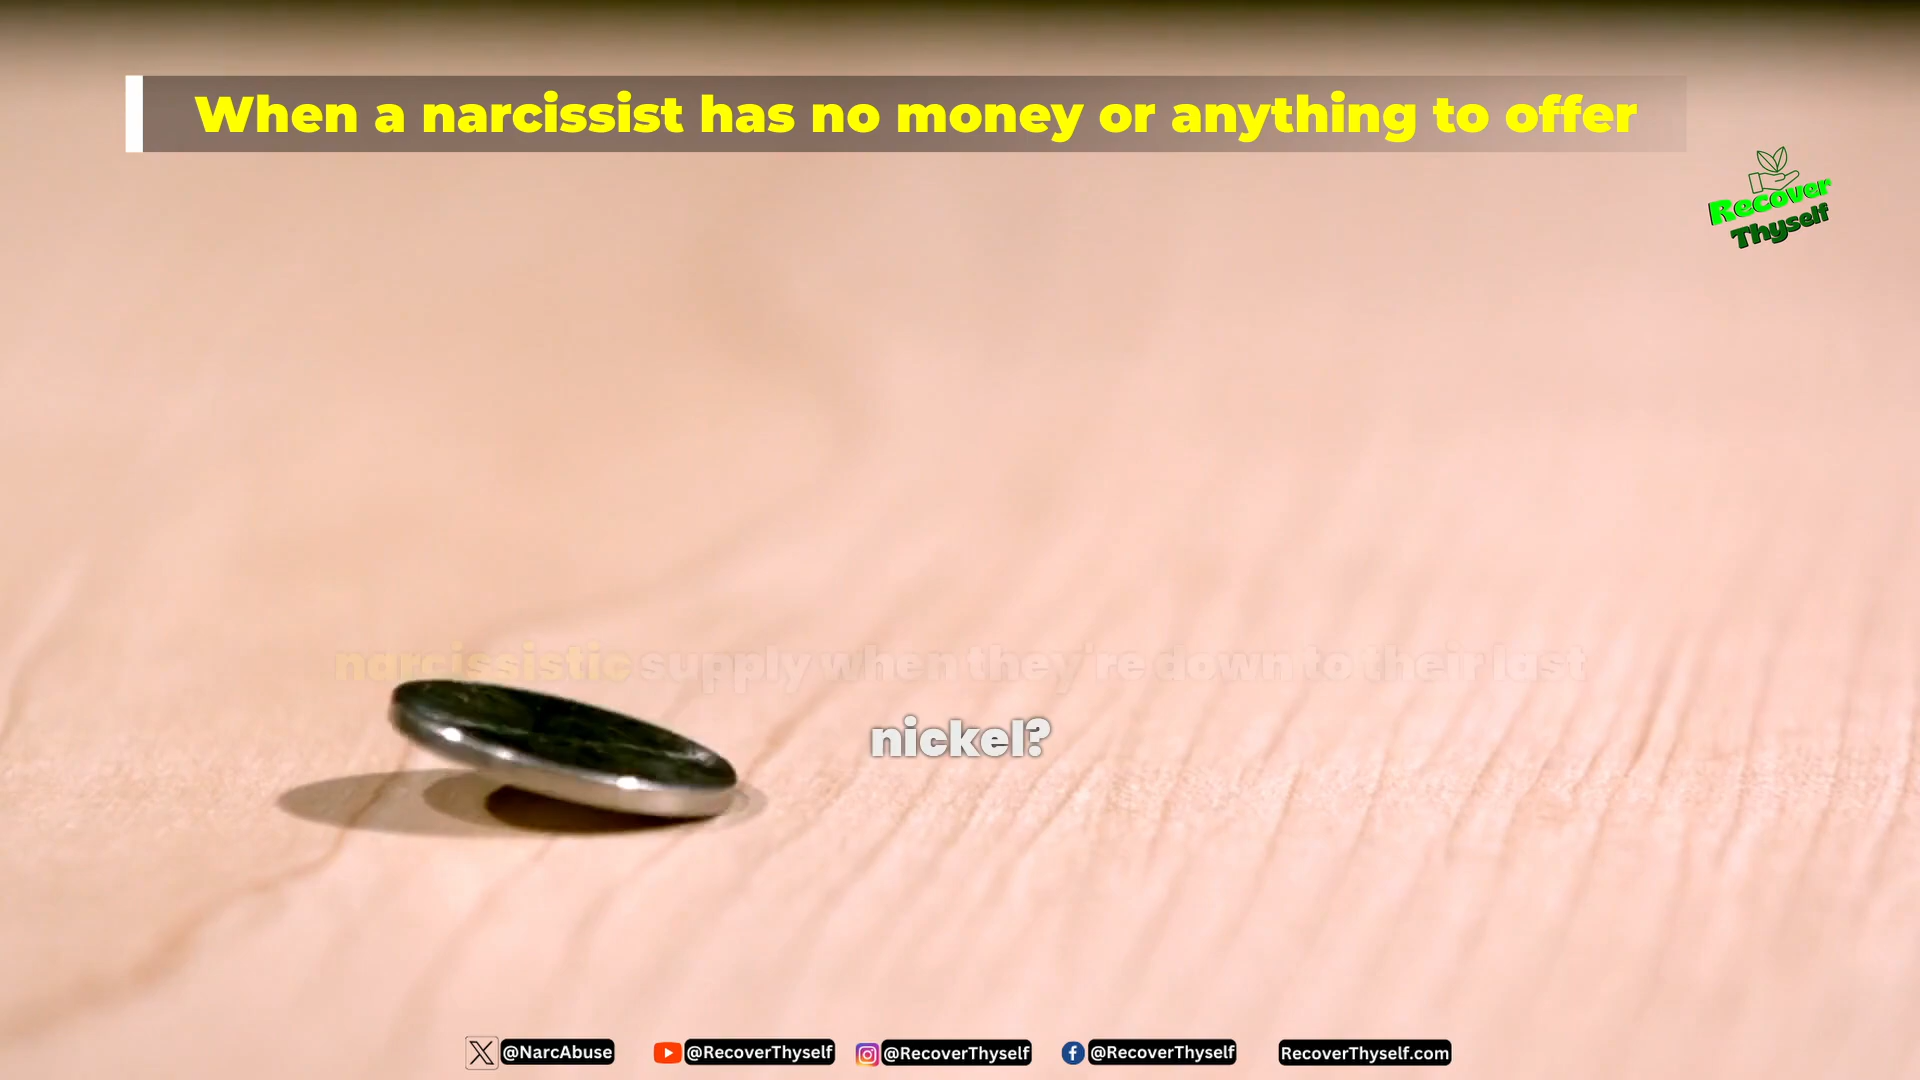 When a narcissist has no money or anything to offer
Recover
Thyself
narcissistic supply when they're down to their last
nickel?
@NarcAbuse
@RecoverThyself
@RecoverThyself
@RecoverThyself
RecoverThyself.com